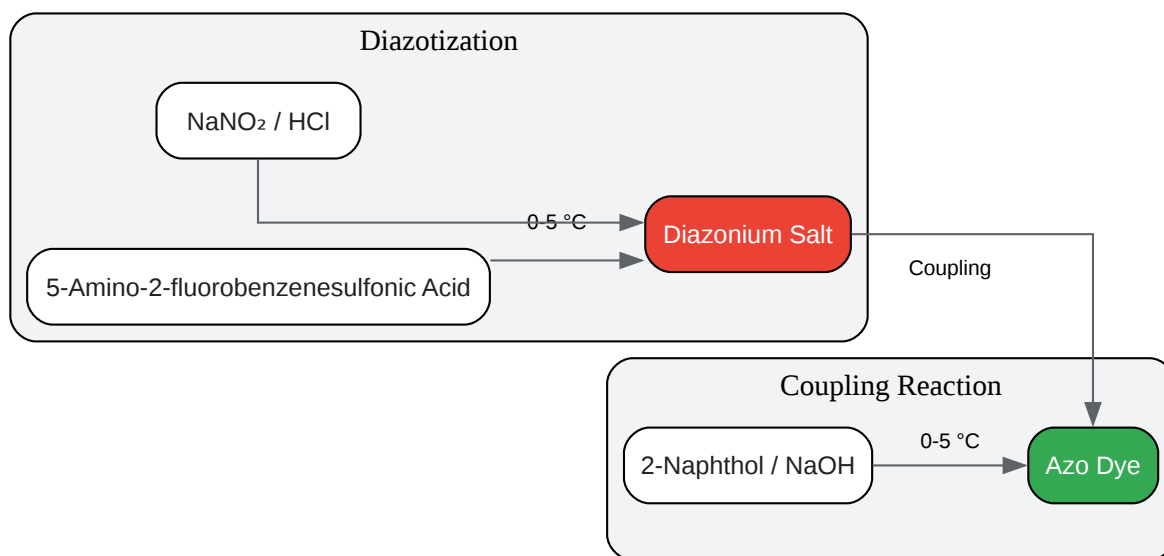 Diazotization
NaNO₂ / HCl
0-5 °C
Diazonium Salt
5-Amino-2-fluorobenzenesulfonic Acid
Coupling
Coupling Reaction
2-Naphthol / NaOH
0-5 °C
Azo Dye